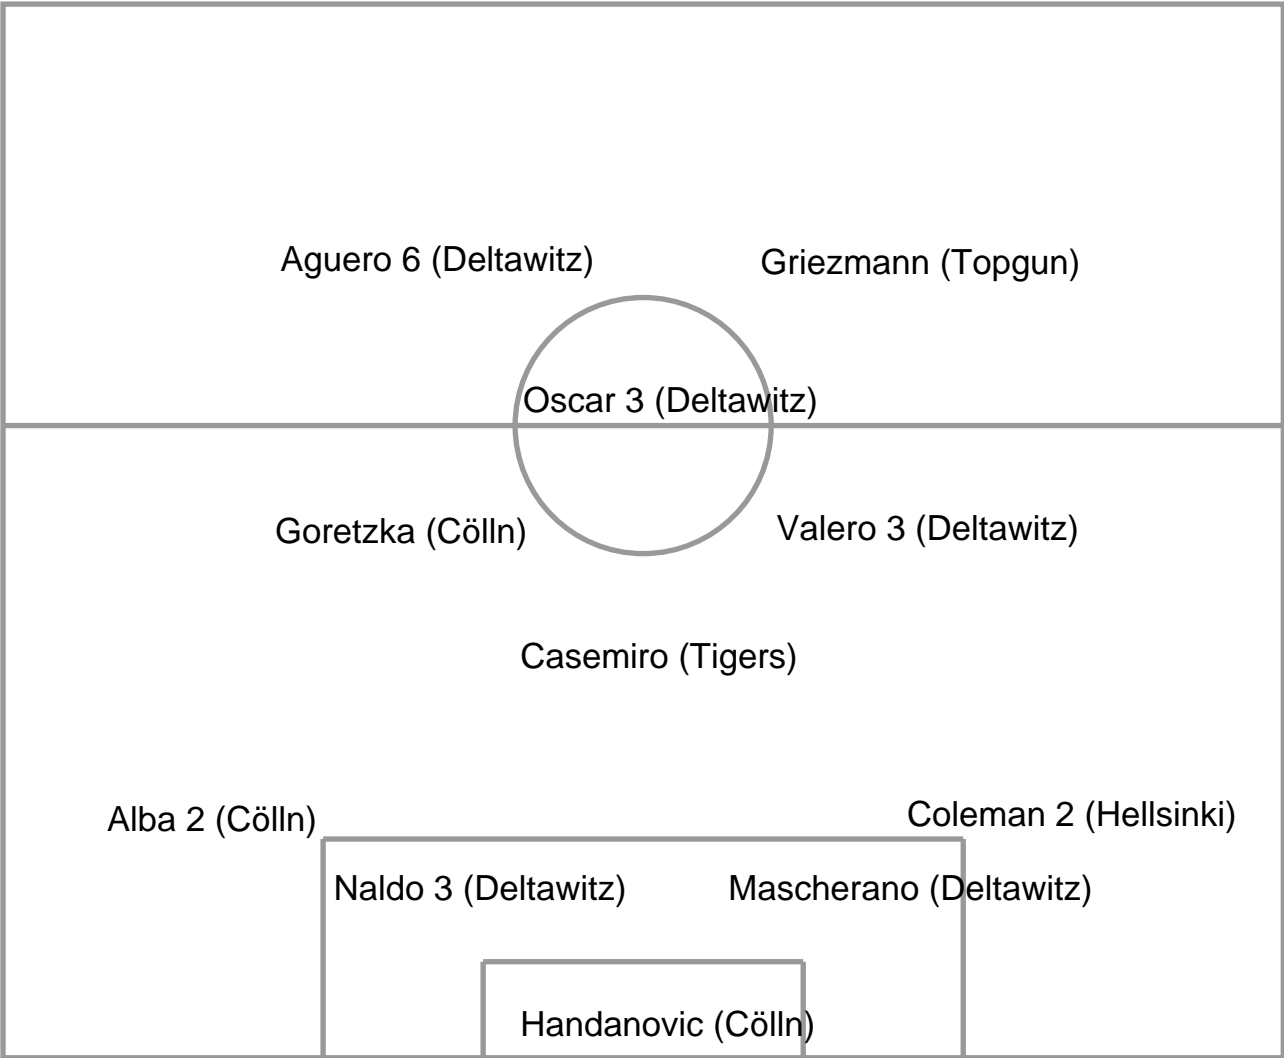 Aguero 6 (Deltawitz)
Griezmann (Topgun)
Oscar 3 (Deltawitz)
Goretzka (Cölln)
Valero 3 (Deltawitz)
Casemiro (Tigers)
Alba 2 (Cölln)
Coleman 2 (Hellsinki)
Naldo 3 (Deltawitz)
Mascherano (Deltawitz)
Handanovic (Cölln)